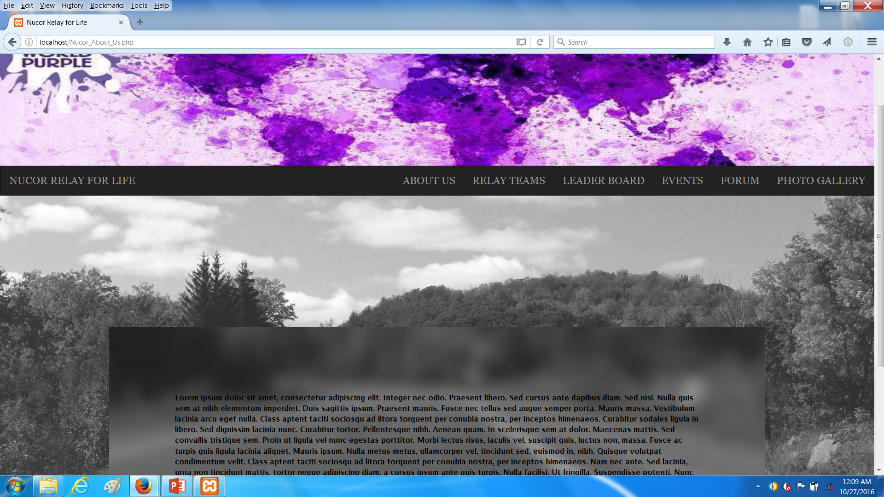 File Edit View History Bookmarks Tools Help
Nucor Relay for Life
localhost/Nucor_About_Us.php
Search
WORLD
PURPLE
NUCOR RELAY FOR LIFE ABOUT US RELAY TEAMS LEADER BOARD EVENTS FORUM PHOTO GALLERY
Lorem ipsum dolor sit amet, consectetur adipiscing elit. Integer nec odio. Praesent libero. Sed cursus ante dapibus diam. Sed nisi. Nulla quis
sem at nibh elementum imperdiet. Duis sagittis ipsum. Praesent mauris. Fusce nec tellus sed augue semper porta. Mauris massa. Vestibulum
lacinia arcu eget nulla. Class aptent taciti sociosqu ad litora torquent per conubia nostra, per inceptos himenaeos. Curabitur sodales ligula in
libero. Sed dignissim lacinia nunc. Curabitur tortor. Pellentesque nibh. Aenean quam. In scelerisque sem at dolor. Maecenas mattis. Sed
convallis tristique sem. Proin ut ligula vel nunc egestas porttitor. Morbi lectus risus, iaculis vel, suscipit quis, luctus non, massa. Fusce ac
turpis quis ligula lacinia aliquet. Mauris ipsum. Nulla metus metus, ullamcorper vel, tincidunt sed, euismod in, nibh. Quisque volutpat
condimentum velit. Class aptent taciti sociosqu ad litora torquent per conubia nostra, per inceptos himenaeos. Nam nec ante. Sed lacinia,
urna non tincidunt mattis, tortor neque adipiscing diam, a cursus ipsum ante quis turpis. Nulla facilisi. Ut fringilla. Suspendisse potenti. Nunc
12:09 AM
10/27/2016